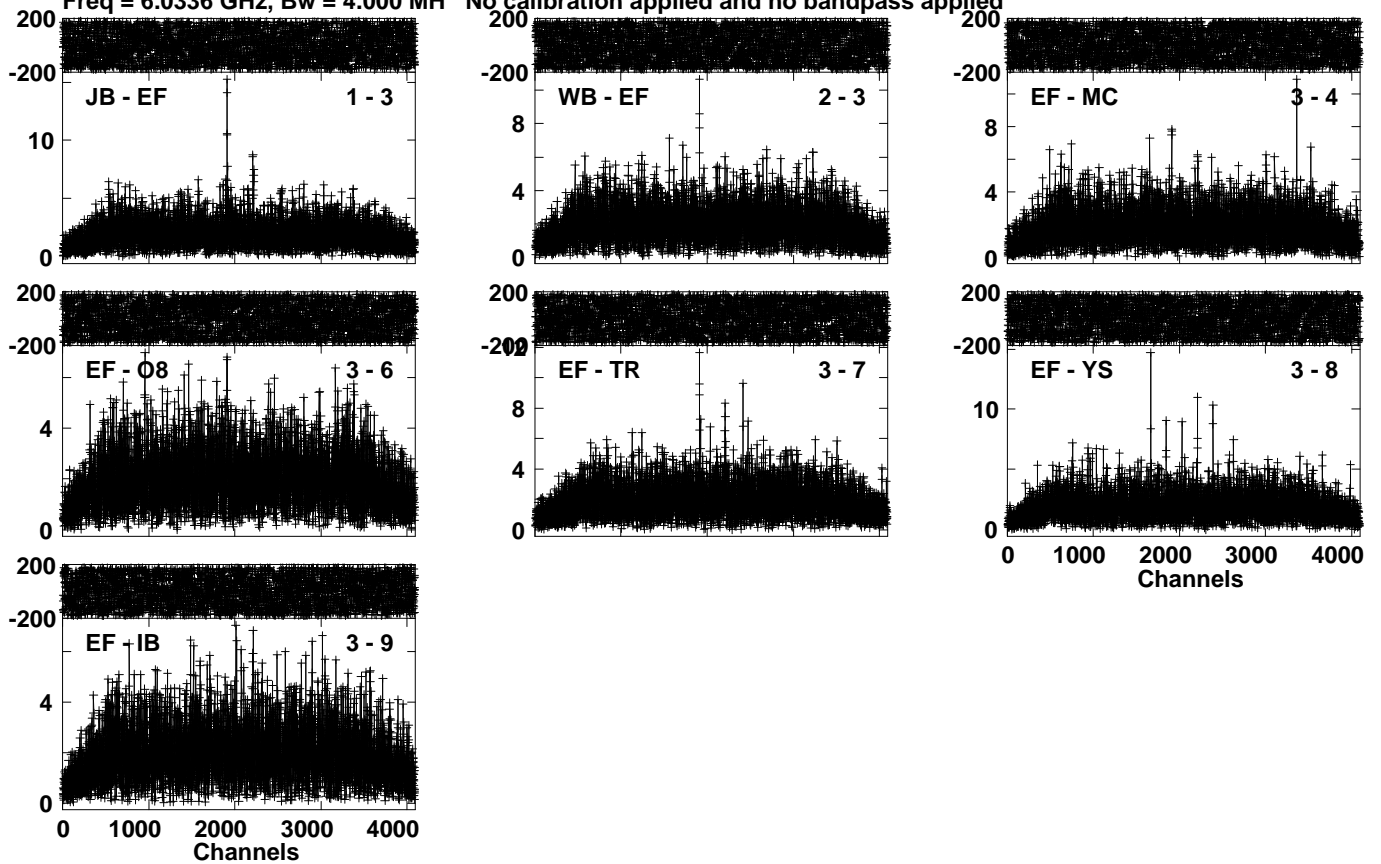 Freq = 6.0336 GHz, Bw = 4.000 MH No calibration applied and no bandpass applied
200 200 200
-200 -200 -200
JB - EF 1 - 3 WB - EF 2 - 3 EF - MC 3 - 4
10 8 8
4 4
0 0 0
200 200 200
-200 -200 12 -200
EF - O8 3 - 6 EF - TR 3 - 7 EF - YS 3 - 8
4 8 10
4
0 0 0
0 1000 2000 3000 4000
Channels
200
-200
EF - IB 3 - 9
4
0
0 1000 2000 3000 4000
Channels